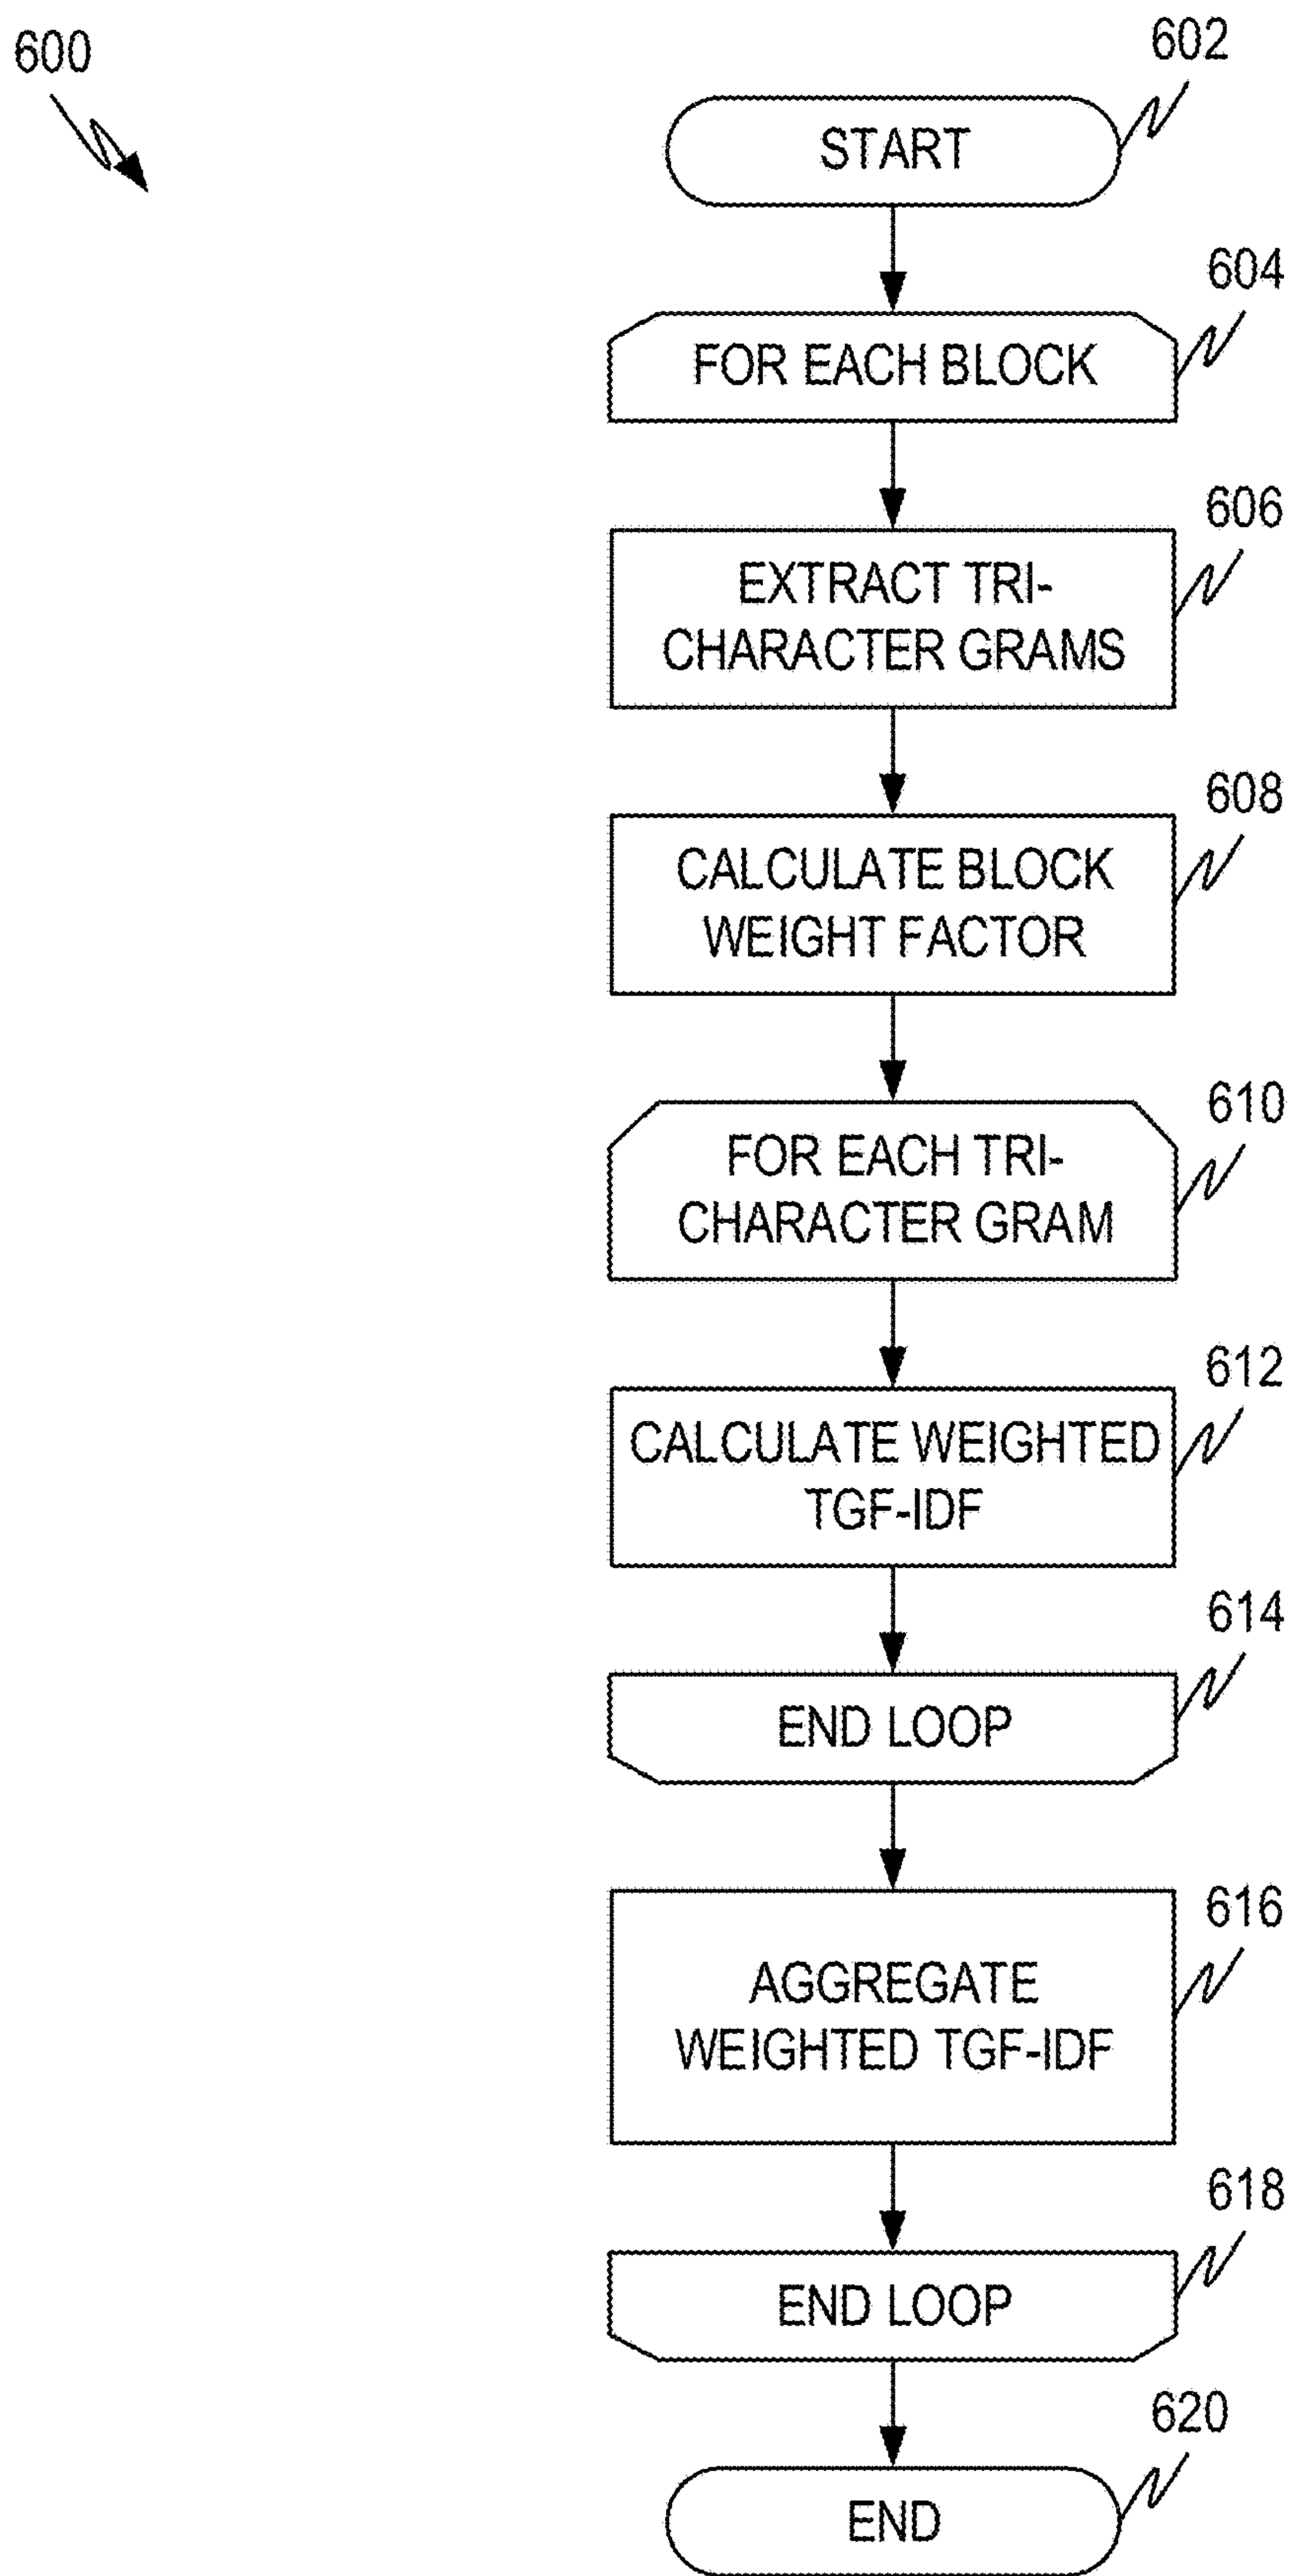 600
602
START
604
FOR EACH BLOCK
606
EXTRACT TRI-
CHARACTER GRAMS
608
CALCULATE BLOCK
WEIGHT FACTOR
610
FOR EACH TRI-
CHARACTER GRAM
612
CALCULATE WEIGHTED
TGF-IDF
614
END LOOP
616
AGGREGATE
WEIGHTED TGF-IDF
618
END LOOP
620
END